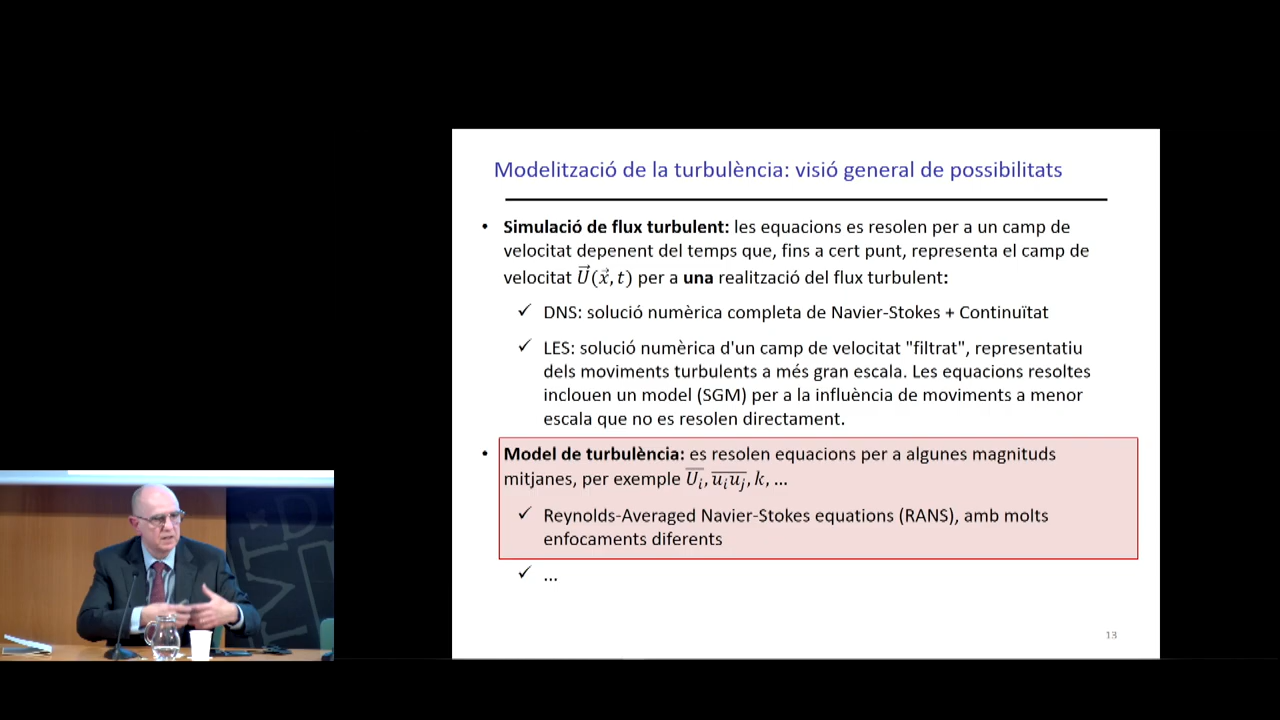 Modelització de la turbulència: visió general de possibilitats
• Simulació de flux turbulent: les equacions es resolen per a un camp de
velocitat depenent del temps que, fins a cert punt, representa el camp de
velocitat $\vec{U}(\vec{x}, t)$ per a una realització del flux turbulent:
✓ DNS: solució numèrica completa de Navier-Stokes + Continuïtat
✓ LES: solució numèrica d'un camp de velocitat "filtrat", representatiu
dels moviments turbulents a més gran escala. Les equacions resoltes
inclouen un model (SGM) per a la influència de moviments a menor
escala que no es resolen directament.
• Model de turbulència: es resolen equacions per a algunes magnituds
mitjanes, per exemple $\overline{U_i}, \overline{u_i u_j}, k, ...$
✓ Reynolds-Averaged Navier-Stokes equations (RANS), amb molts
enfocaments diferents
✓ ...
13